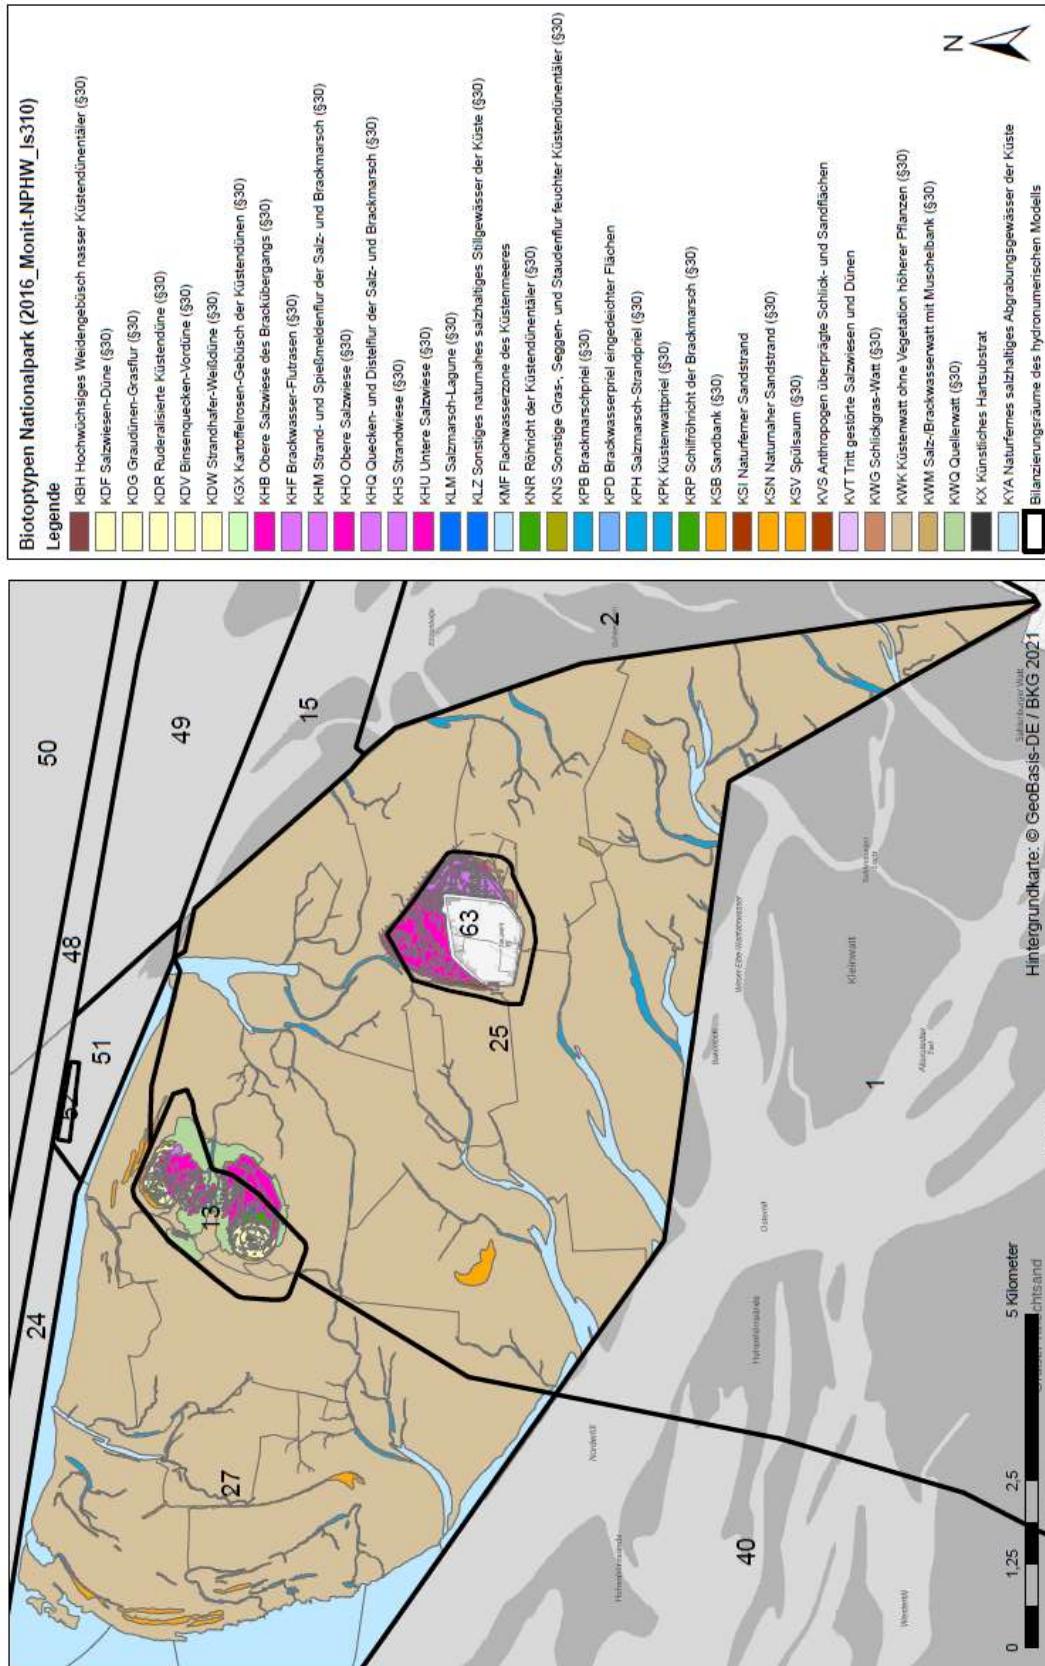 Biotoptypen Nationalpark (2016_Monit-NPHW_ls310)
Legende
KBH Hochwüchsiges Weidengebüsch nasser Küstendünentäler (§30)
KDF Salzwiesen-Düne (§30)
KDG Graudünen-Grasflur (§30)
KDR Ruderalisierte Küstendüne (§30)
KDV Binsenquecken-Vordüne (§30)
KDW Strandhafer-Weißdüne (§30)
KGX Kartoffelrosen-Gebüsch der Küstendünen (§30)
KHB Obere Salzwiese des Brackübergangs (§30)
KHF Brackwasser-Flutrasen (§30)
KHM Strand- und Spießmeldenflur der Salz- und Brackmarsch (§30)
KHO Obere Salzwiese (§30)
KHQ Quecken- und Distelflur der Salz- und Brackmarsch (§30)
KHS Strandwiese (§30)
KHU Untere Salzwiese (§30)
KLM Salzmarsch-Lagune (§30)
KLZ Sonstiges naturnahes salzhaltiges Stillgewässer der Küste (§30)
KMF Flachwasserzone des Küstenmeeres
KNR Röhricht der Küstendünentäler (§30)
KNS Sonstige Gras-, Seggen- und Staudenflur feuchter Küstendünentäler (§30)
KPB Brackmarschpriel (§30)
KPD Brackwasserpriel eingedeichter Flächen
KPH Salzmarsch-Strandpriel (§30)
KPK Küstenwattpriel (§30)
KRP Schilfröhricht der Brackmarsch (§30)
KSB Sandbank (§30)
KSI Naturferner Sandstrand
KSN Naturnaher Sandstrand (§30)
KSV Spülsaum (§30)
KVS Anthropogen überprägte Schlick- und Sandflächen
KVT Tritt gestörte Salzwiesen und Dünen
KWG Schlickgras-Watt (§30)
KWK Küstenwatt ohne Vegetation höherer Pflanzen (§30)
KWM Salz-/Brackwasserwatt mit Muschelbank (§30)
KWQ Quellerwatt (§30)
KX Künstliches Hartsubstrat
KYA Naturfernes salzhaltiges Abgrabungsgewässer der Küste
Bilanzierungsräume des hydronumerischen Modells
N
24
51
52
48
50
49
15
2
13
63
25
27
40
1
Kleinwatt
Nordertill
Ostertill
Westertill
Sahlenburger Watt
0
1,25
2,5
5 Kilometer
Hintergrundkarte: © GeoBasis-DE / BKG 2021